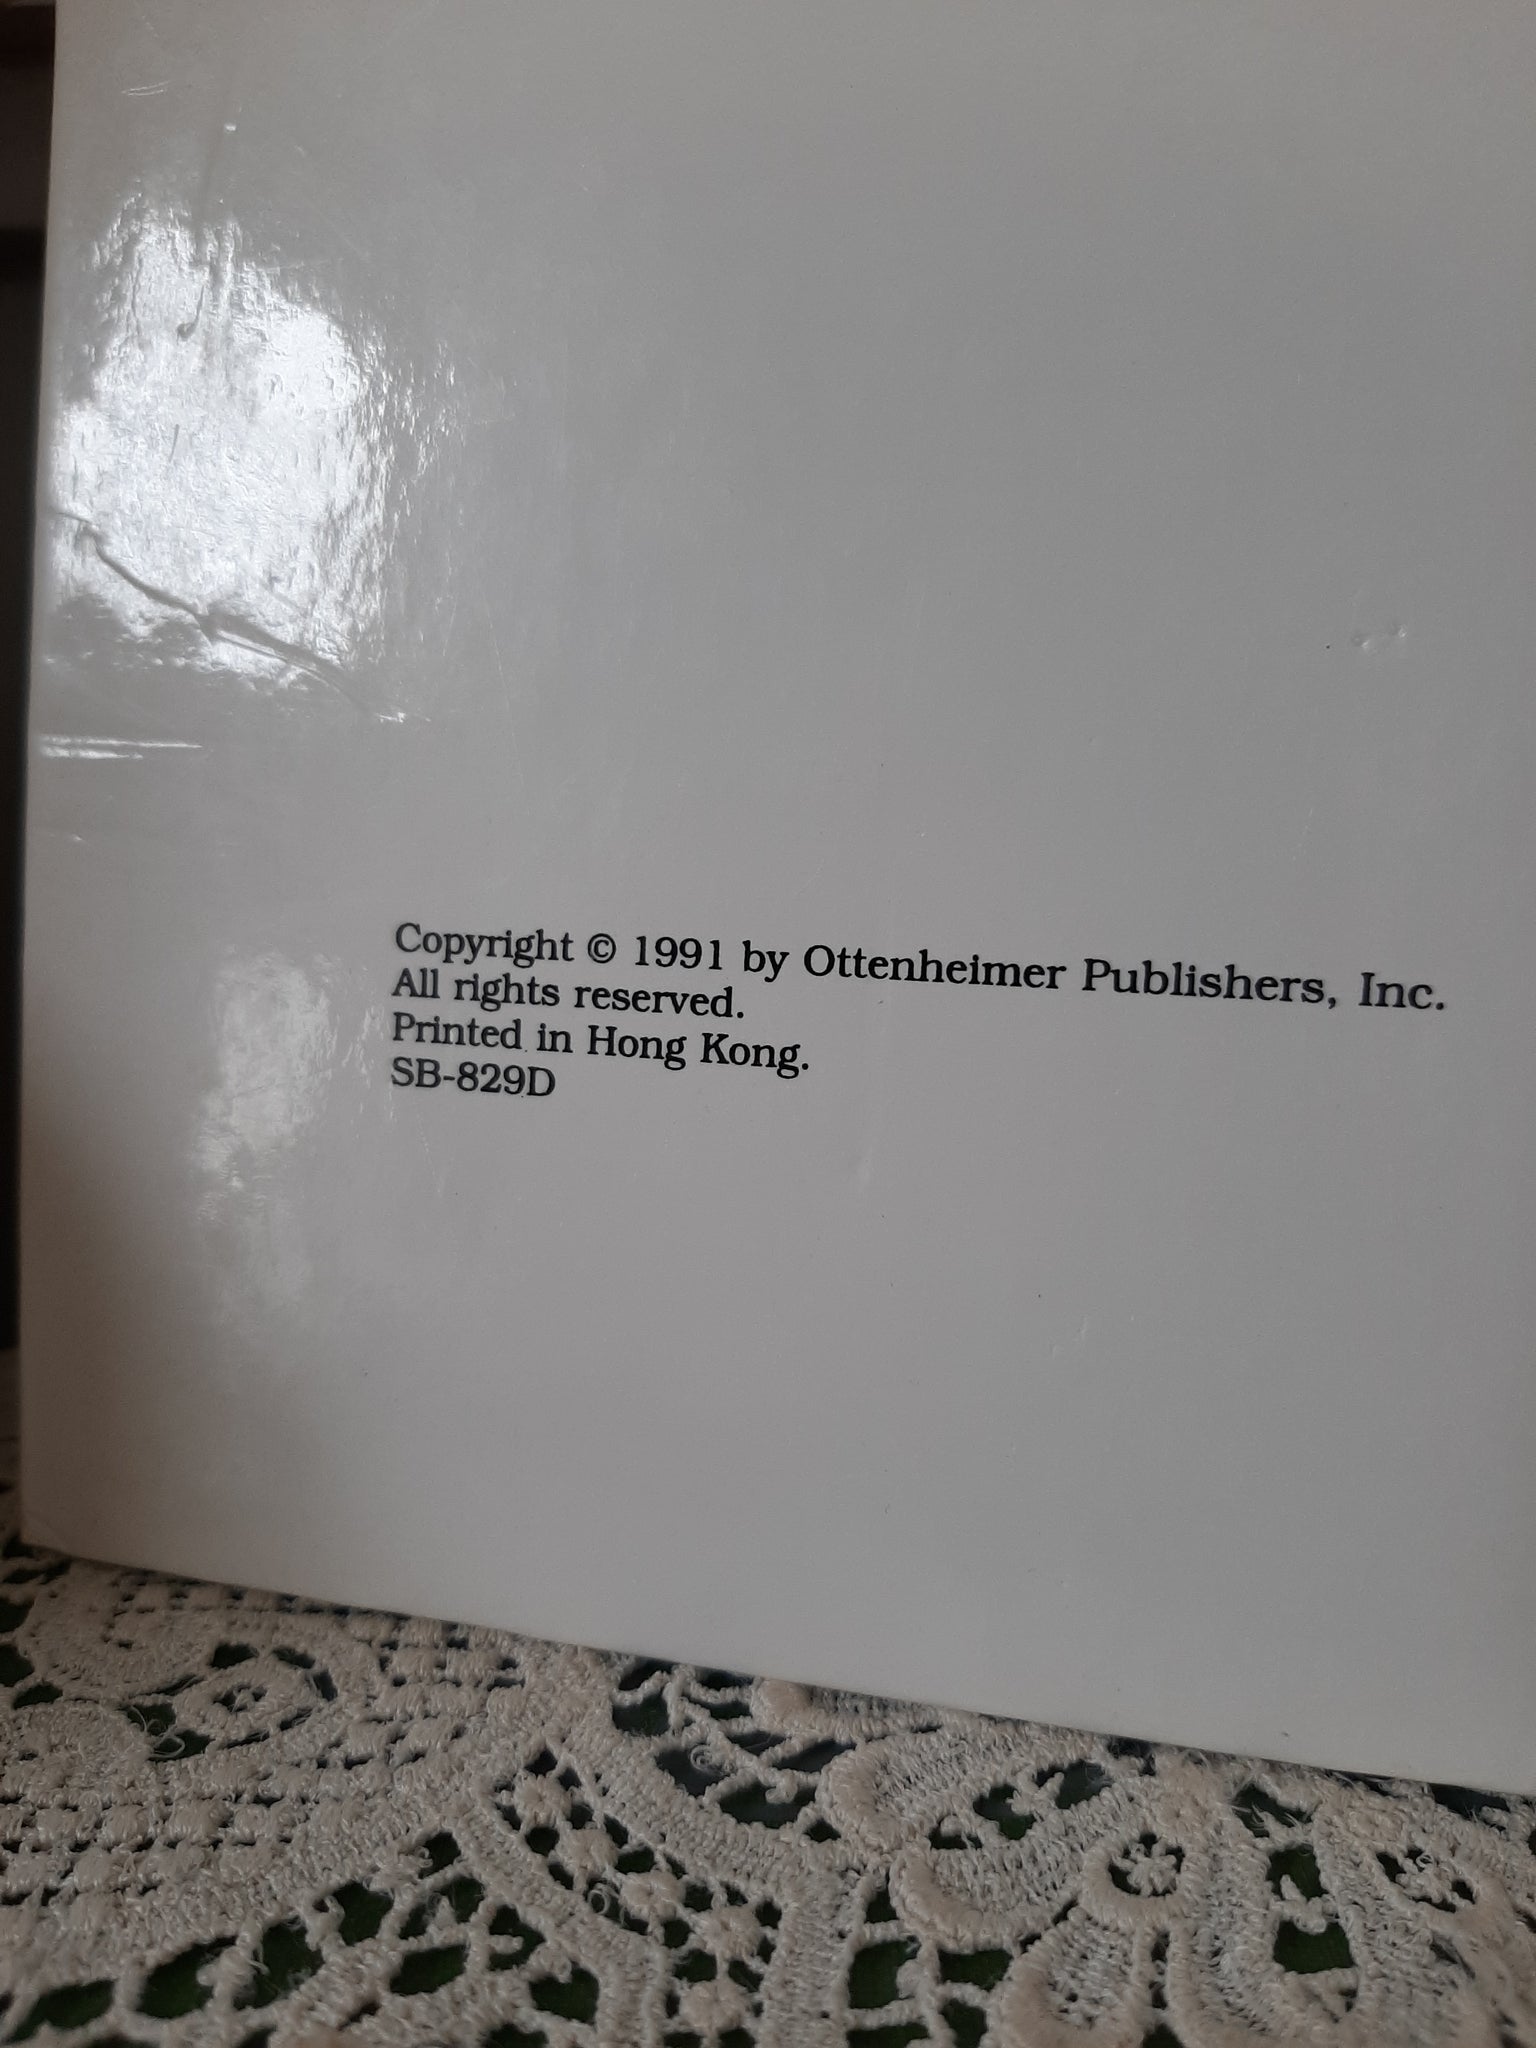 Copyright © 1991 by Ottenheimer Publishers, Inc.
All rights reserved.
Printed in Hong Kong.
SB-829D